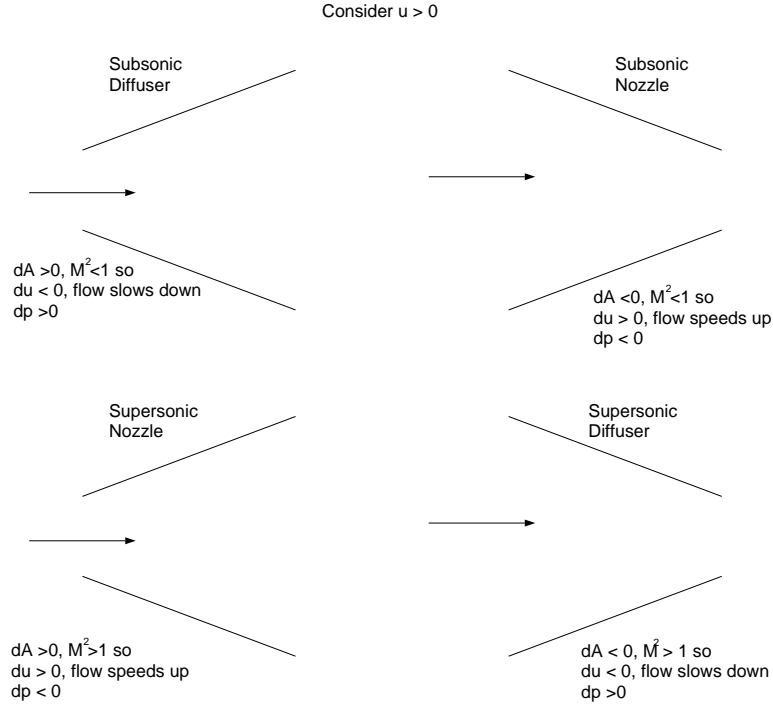 Consider u > 0
Subsonic
Diffuser
Subsonic
Nozzle
dA >0, M²<1 so
du < 0, flow slows down
dp >0
dA <0, M²<1 so
du > 0, flow speeds up
dp < 0
Supersonic
Nozzle
Supersonic
Diffuser
dA >0, M²>1 so
du > 0, flow speeds up
dp < 0
dA < 0, M² > 1 so
du < 0, flow slows down
dp >0